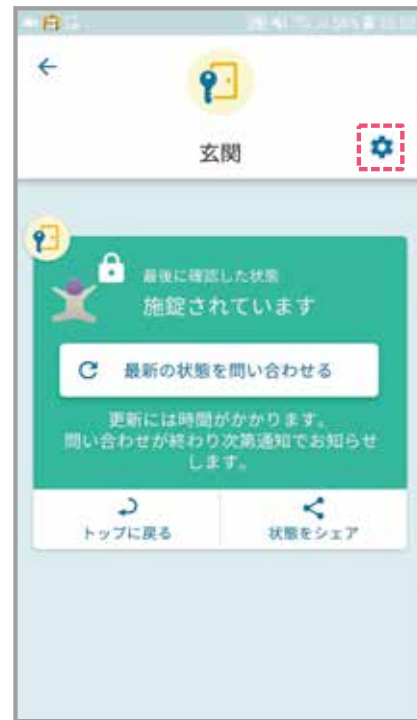 玄関
最後に確認した状態
施錠されています
最新の状態を問い合わせる
更新には時間がかかります。
問い合わせが終わり次第通知でお知らせ
します。
トップに戻る
状態をシェア